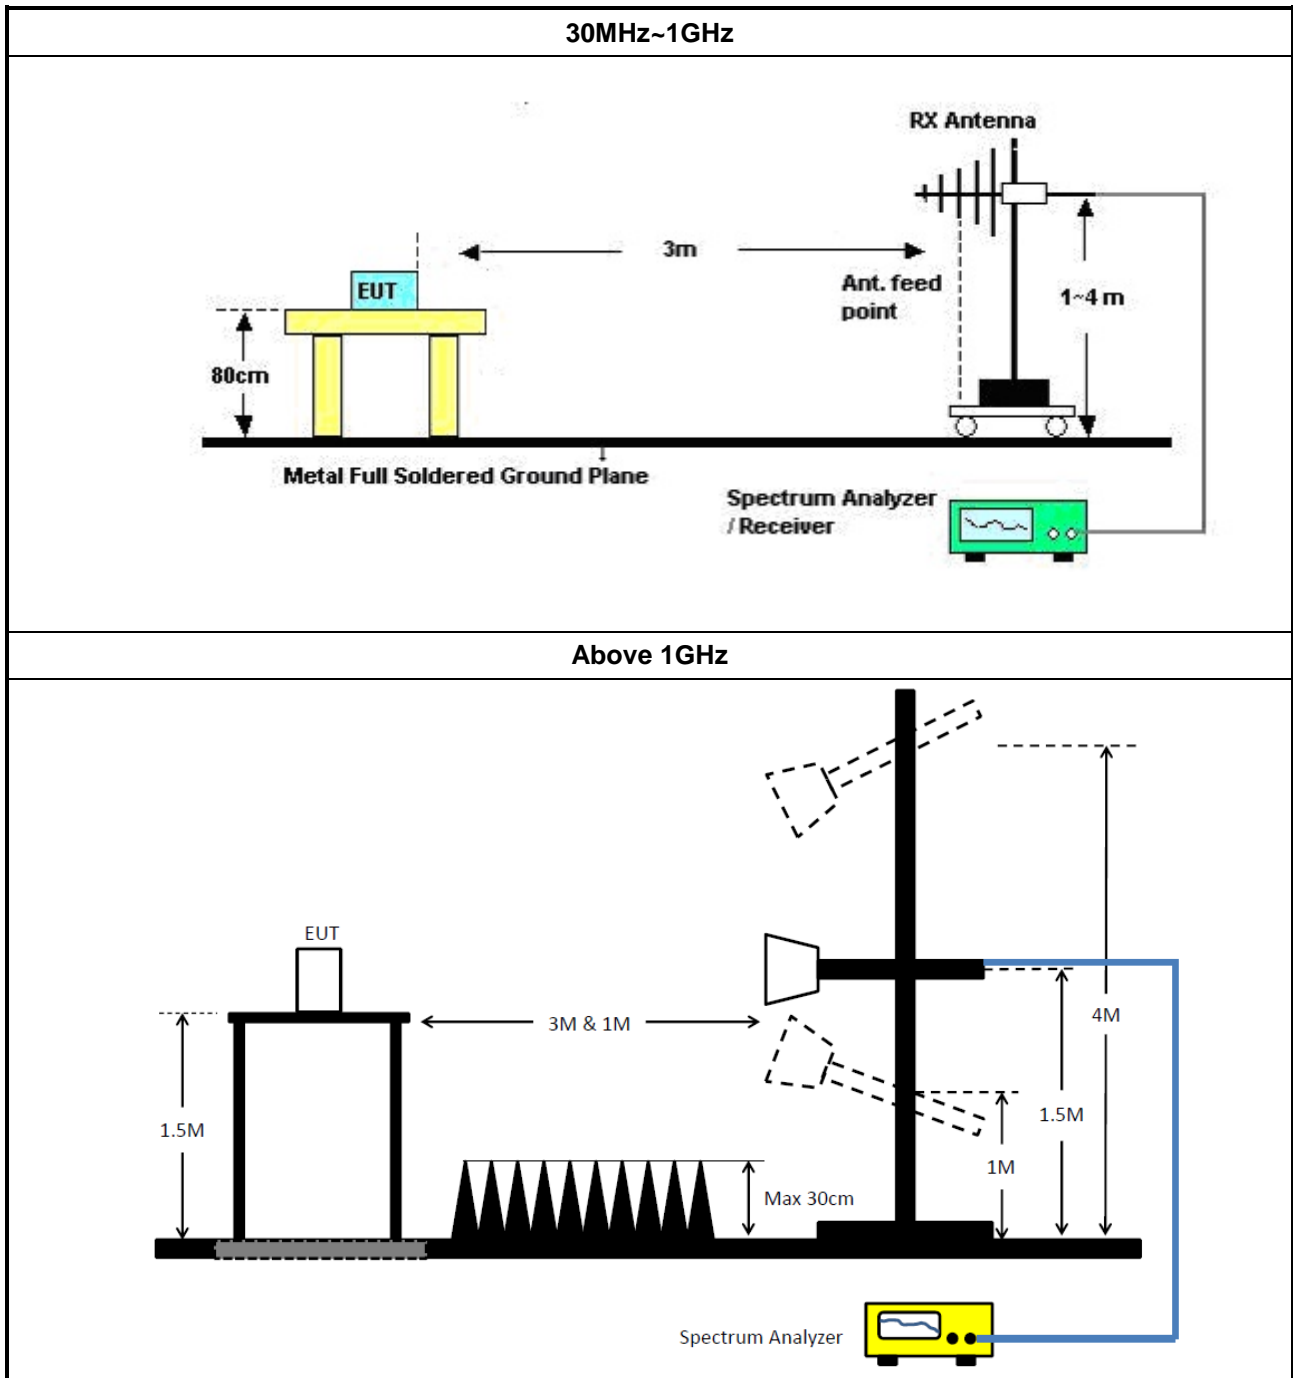 30MHz~1GHz
RX Antenna
3m
EUT
Ant. feed
point
1~4 m
80cm
Metal Full Soldered Ground Plane
Spectrum Analyzer
/ Receiver
Above 1GHz
EUT
3M & 1M
4M
1.5M
1.5M
1M
Max 30cm
Spectrum Analyzer